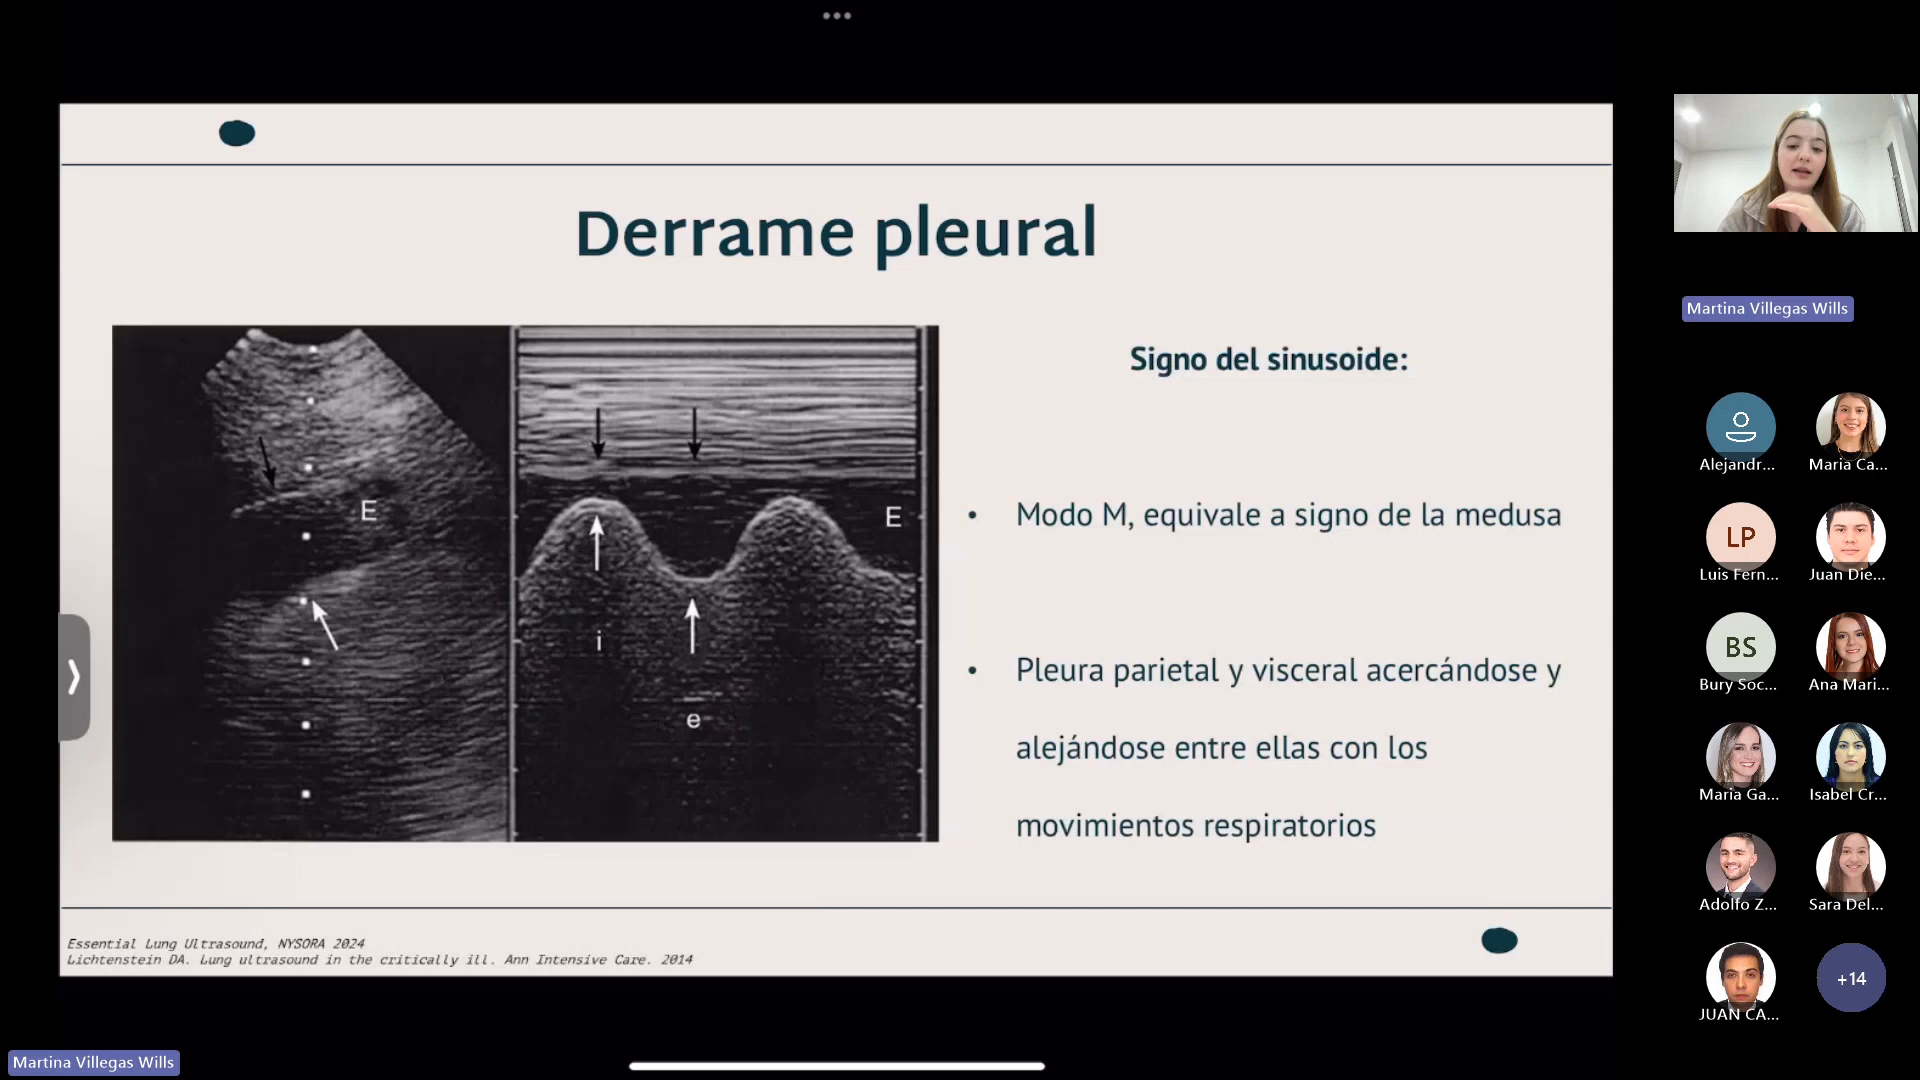 Derrame pleural
E
E
i
e
Signo del sinusoide:
• Modo M, equivale a signo de la medusa
• Pleura parietal y visceral acercándose y
alejándose entre ellas con los
movimientos respiratorios
Essential Lung Ultrasound, NYSORA 2024
Lichtenstein DA. Lung ultrasound in the critically ill. Ann Intensive Care. 2014
Martina Villegas Wills
Alejandr...
Maria Ca...
LP
Luis Fern...
Juan Die...
BS
Bury Soc...
Ana Mari...
Maria Ga...
Isabel Cr...
Adolfo Z...
Sara Del...
JUAN CA...
+14
Martina Villegas Wills